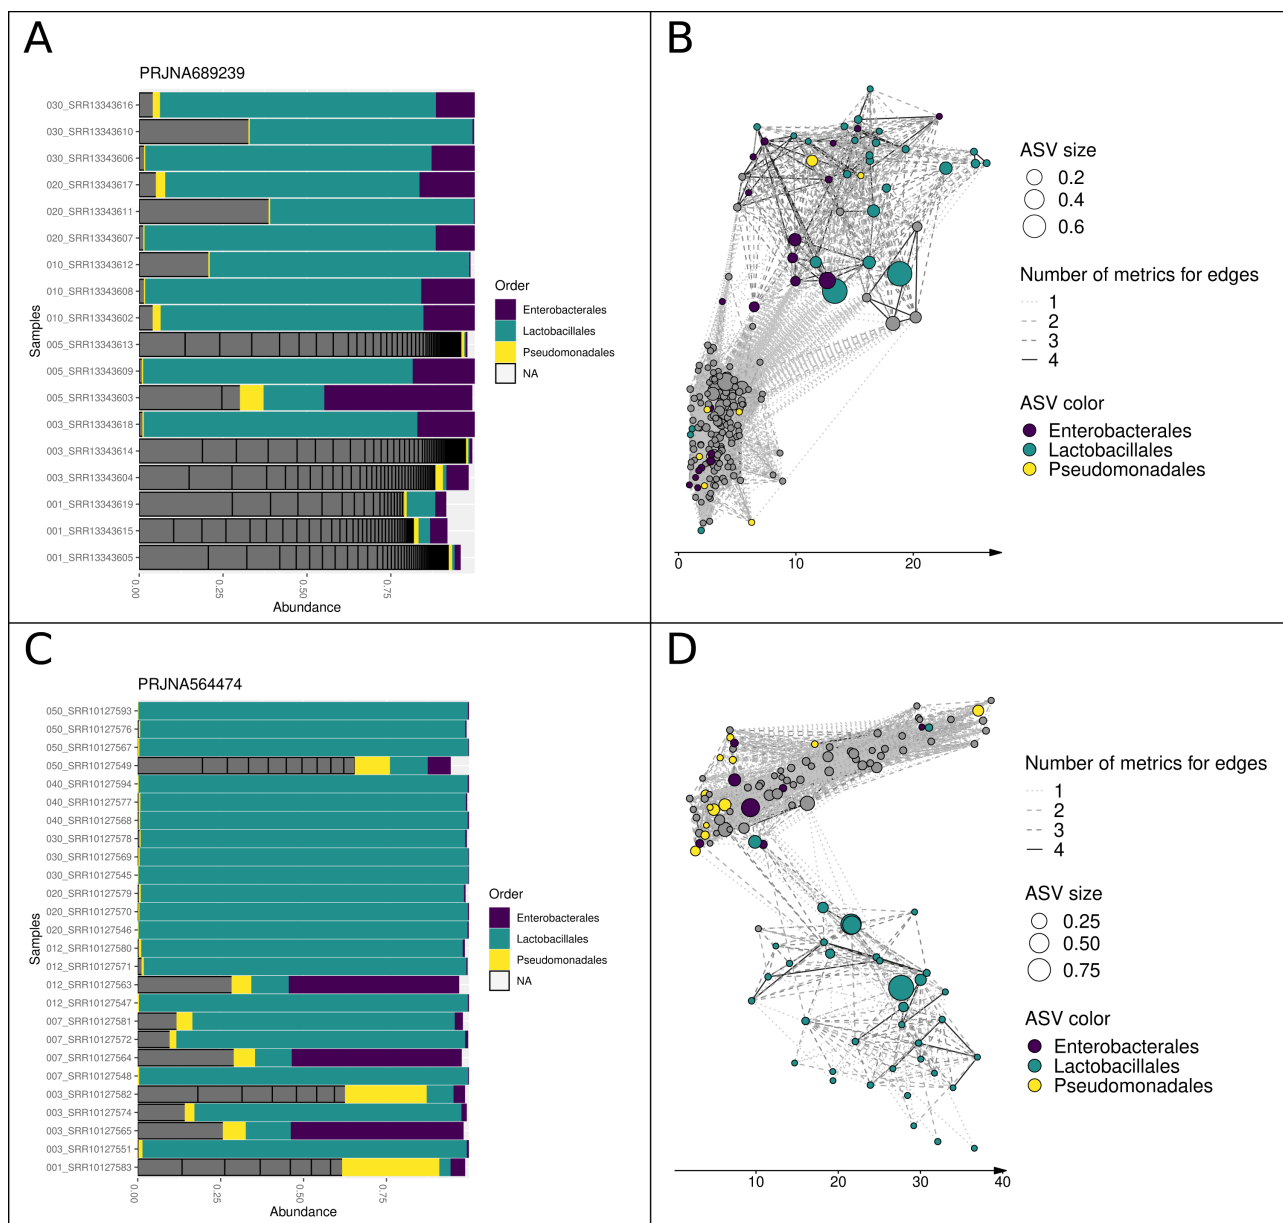 A
PRJNA689239
030_SRR13343616
030_SRR13343610
030_SRR13343606
020_SRR13343617
020_SRR13343611
020_SRR13343607
010_SRR13343612
010_SRR13343608
010_SRR13343602
005_SRR13343613
005_SRR13343609
005_SRR13343603
003_SRR13343618
003_SRR13343614
003_SRR13343604
001_SRR13343619
001_SRR13343615
001_SRR13343605
Samples
0.00
0.25
0.50
0.75
Abundance
Order
Enterobacterales
Lactobacillales
Pseudomonadales
NA
B
0
10
20
ASV size
0.2
0.4
0.6
Number of metrics for edges
1
2
3
4
ASV color
Enterobacterales
Lactobacillales
Pseudomonadales
C
PRJNA564474
050_SRR10127593
050_SRR10127576
050_SRR10127567
050_SRR10127549
040_SRR10127594
040_SRR10127577
040_SRR10127568
030_SRR10127578
030_SRR10127569
030_SRR10127545
020_SRR10127579
020_SRR10127570
020_SRR10127546
012_SRR10127580
012_SRR10127571
012_SRR10127563
012_SRR10127547
007_SRR10127581
007_SRR10127572
007_SRR10127564
007_SRR10127548
003_SRR10127582
003_SRR10127574
003_SRR10127565
003_SRR10127551
001_SRR10127583
Samples
0.00
0.25
0.50
0.75
Abundance
Order
Enterobacterales
Lactobacillales
Pseudomonadales
NA
D
10
20
30
40
Number of metrics for edges
1
2
3
4
ASV size
0.25
0.50
0.75
ASV color
Enterobacterales
Lactobacillales
Pseudomonadales